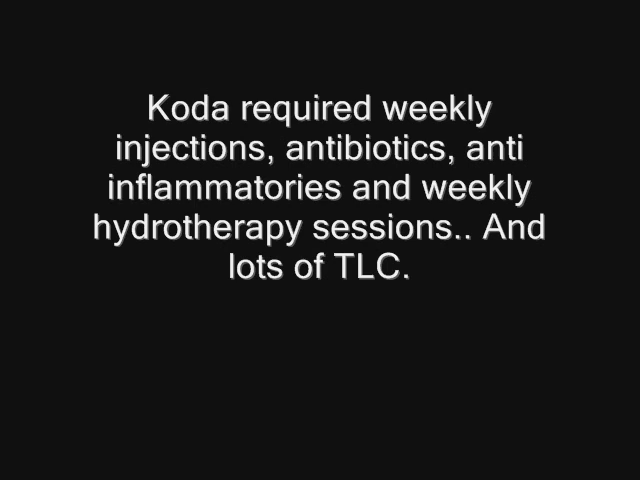 Koda required weekly
injections, antibiotics, anti
inflammatories and weekly
hydrotherapy sessions.. And
lots of TLC.